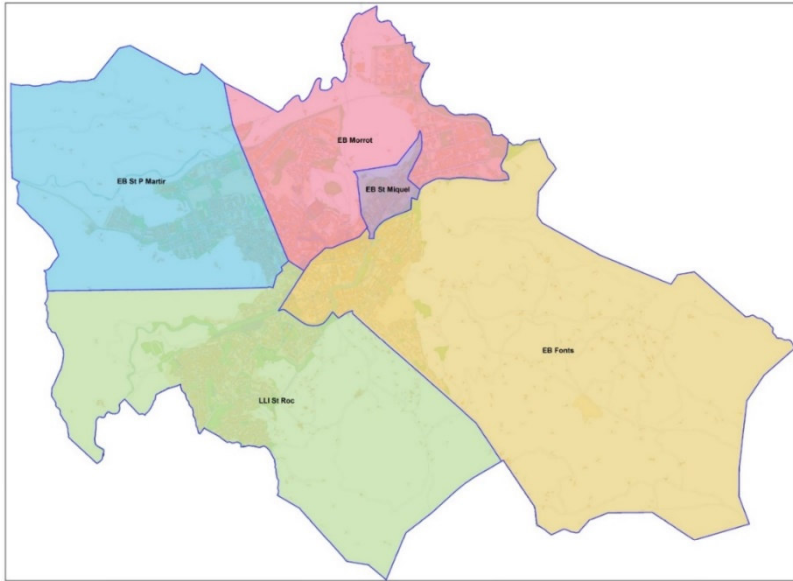 EB Morrot
EB St P Martir
EB St Miquel
EB Fonts
LLI St Roc